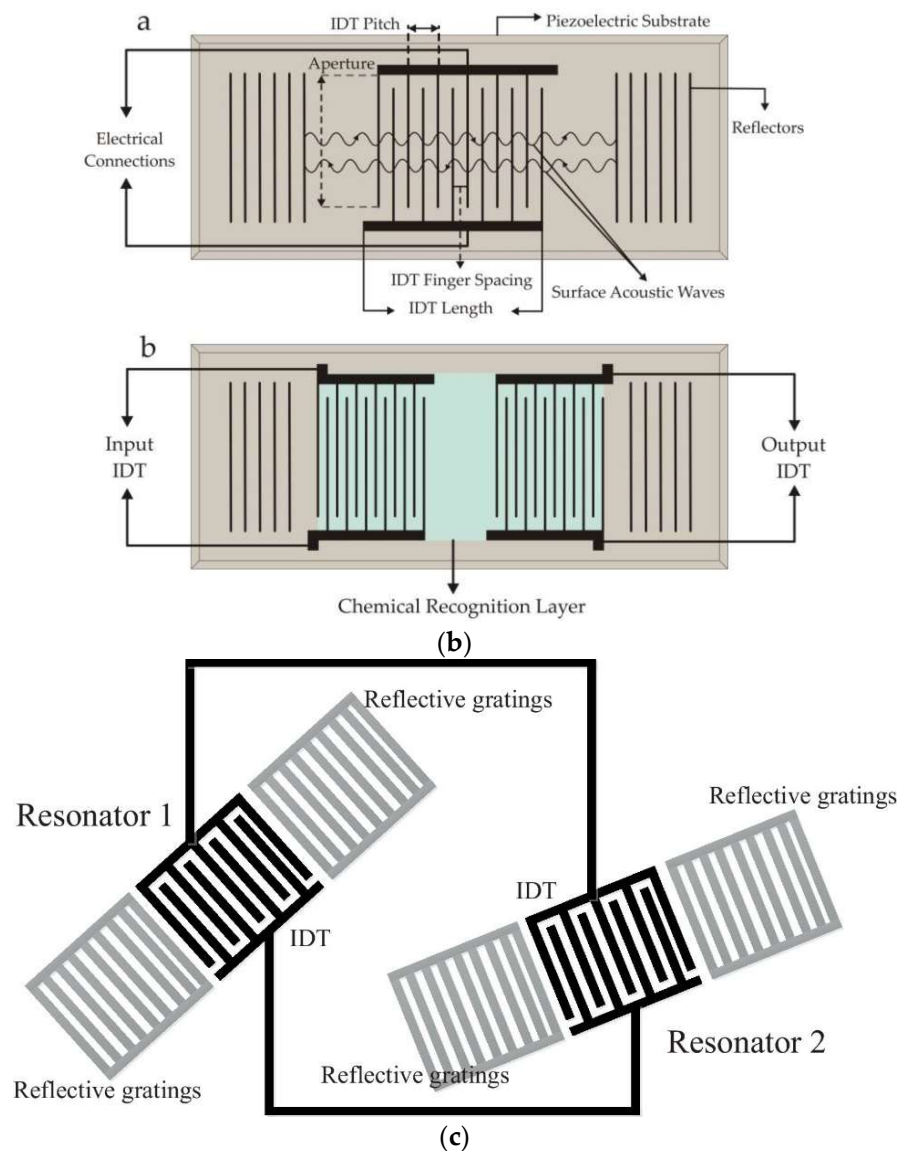 a
IDT Pitch
Piezoelectric Substrate
Aperture
Electrical
Connections
Reflectors
IDT Finger Spacing
IDT Length
Surface Acoustic Waves
b
Input
IDT
Output
IDT
Chemical Recognition Layer
(b)
Reflective gratings
Resonator 1
Reflective gratings
IDT
IDT
Resonator 2
Reflective gratings
Reflective gratings
(c)